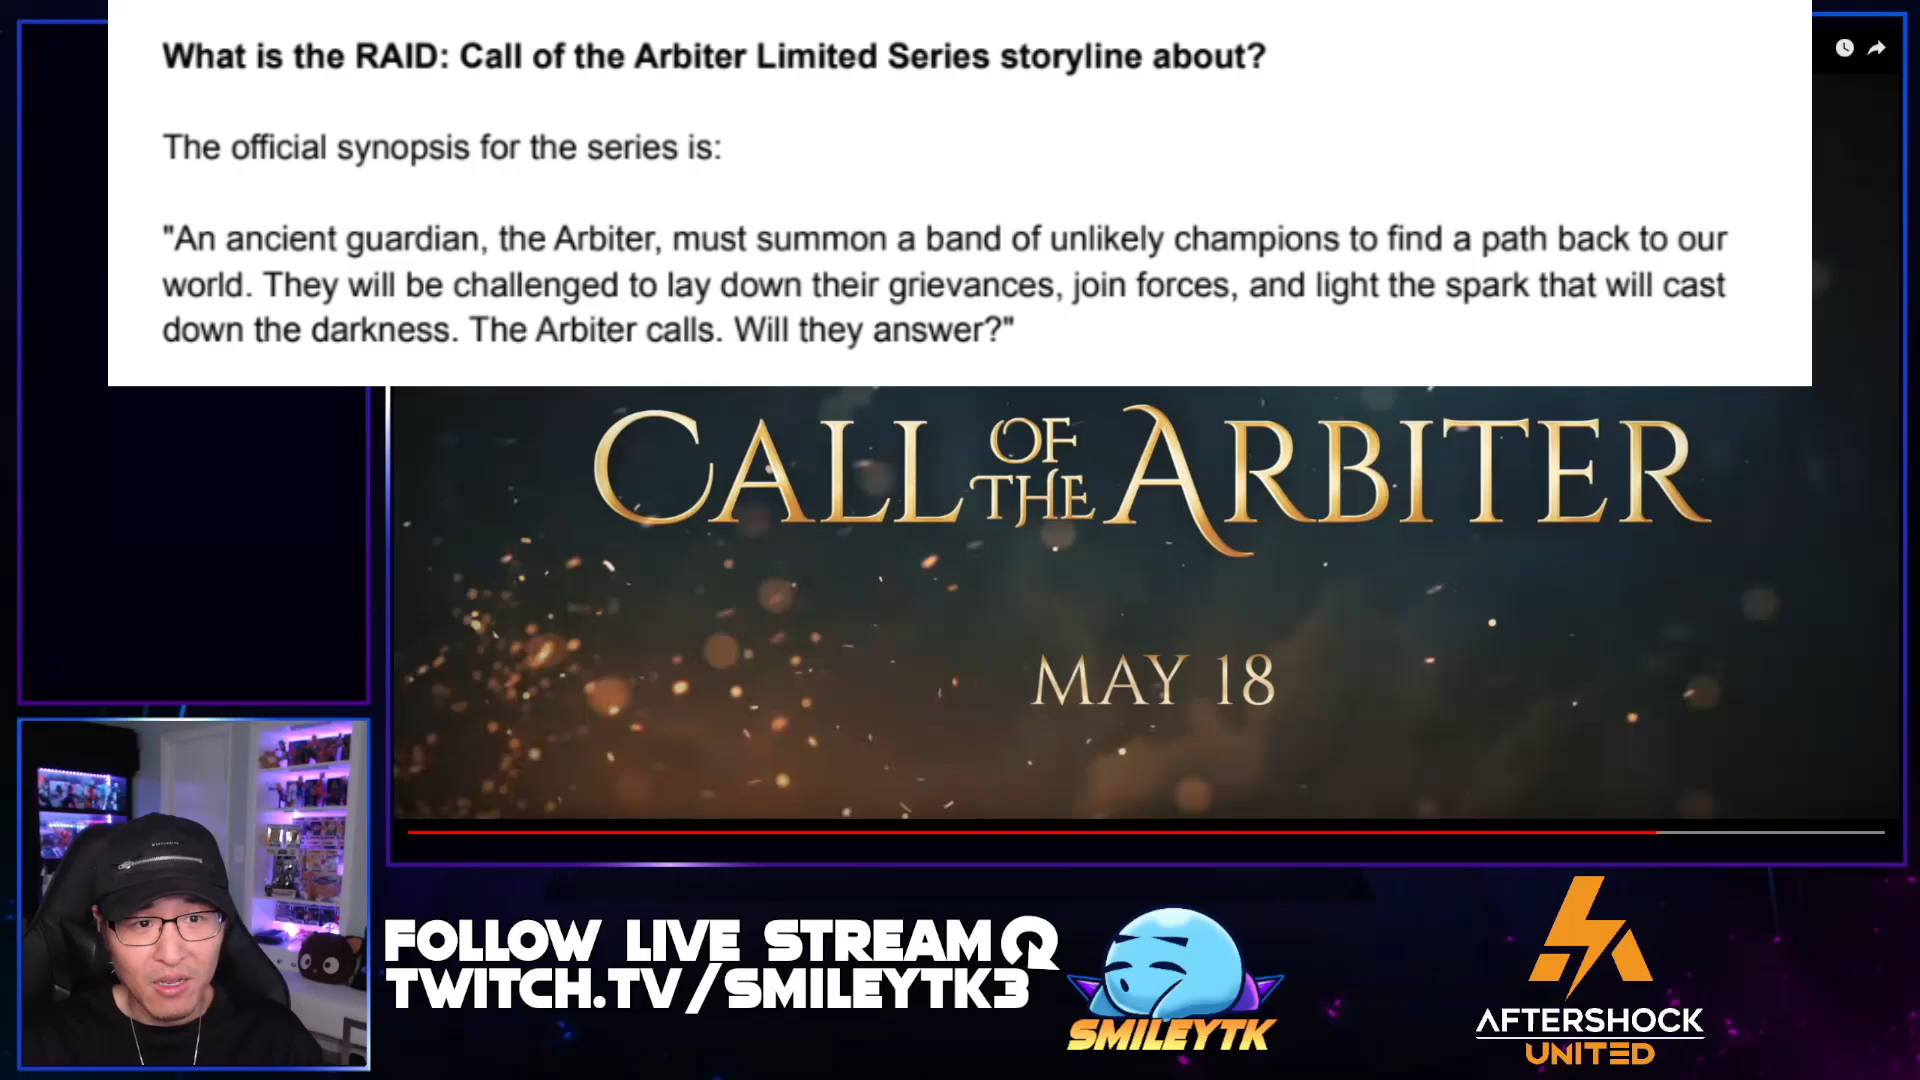 What is the RAID: Call of the Arbiter Limited Series storyline about?
The official synopsis for the series is:
"An ancient guardian, the Arbiter, must summon a band of unlikely champions to find a path back to our
world. They will be challenged to lay down their grievances, join forces, and light the spark that will cast
down the darkness. The Arbiter calls. Will they answer?"
CALL OF THE ARBITER
MAY 18
FOLLOW LIVE STREAM
TWITCH.TV/SMILEYTK3
SMILEYTK
AFTERSHOCK
UNITED